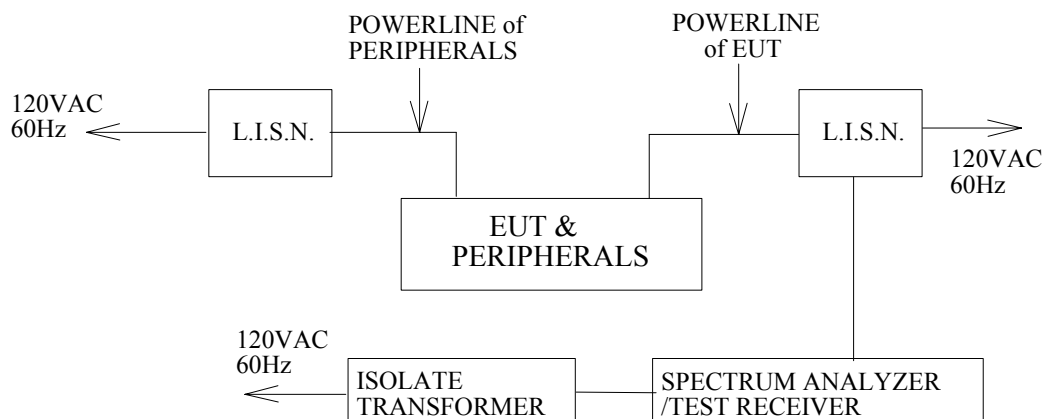 POWERLINE of
PERIPHERALS
POWERLINE
of EUT
120VAC
60Hz
L.I.S.N.
L.I.S.N.
120VAC
60Hz
EUT &
PERIPHERALS
120VAC
60Hz
ISOLATE
TRANSFORMER
SPECTRUM ANALYZER
/TEST RECEIVER